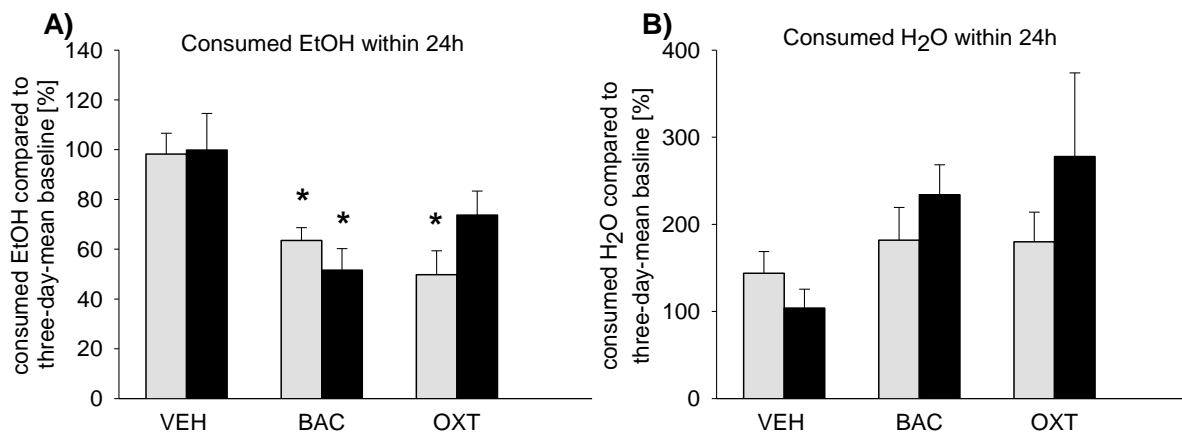 A)
Consumed EtOH within 24h
consumed EtOH compared to
three-day-mean baseline [%]
140
120
100
80
60
40
20
0
*
*
*
VEH BAC OXT
B)
Consumed H₂O within 24h
consumed H₂O compared to
three-day-mean basline [%]
400
300
200
100
0
VEH BAC OXT